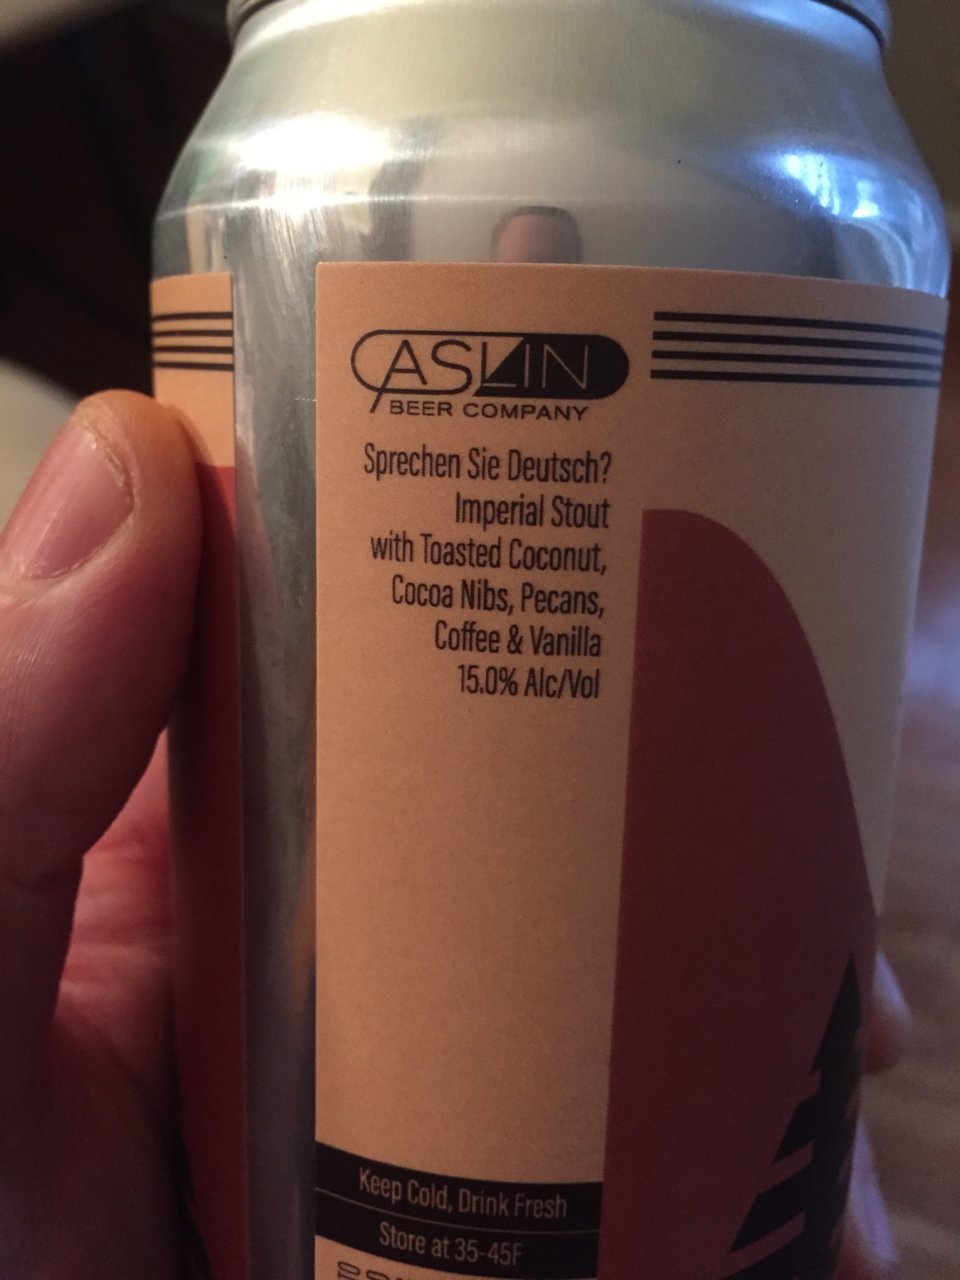 ASLIN
BEER COMPANY
Sprechen Sie Deutsch?
Imperial Stout
with Toasted Coconut,
Cocoa Nibs, Pecans,
Coffee & Vanilla
15.0% Alc/Vol
Keep Cold, Drink Fresh
Store at 35-45F